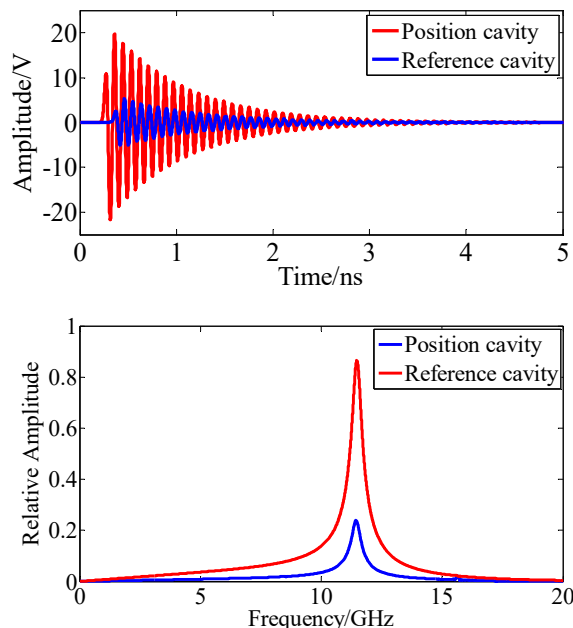 20
10
0
-10
-20
Amplitude/V
Position cavity
Reference cavity
0 1 2 3 4 5
Time/ns
1
0.8
0.6
0.4
0.2
0
Relative Amplitude
Position cavity
Reference cavity
0 5 10 15 20
Frequency/GHz